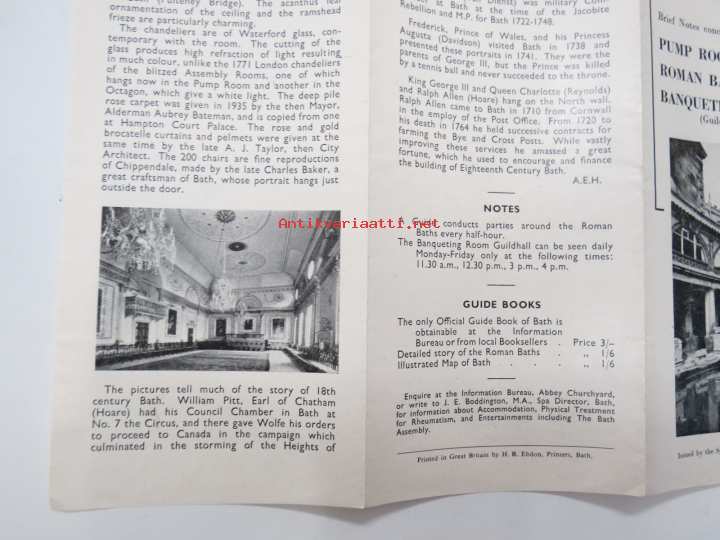 (Pulteney Bridge). The acanthus leaf
ornamentation of the ceiling and the ramshead
frieze are particularly charming.
The chandeliers are of Waterford glass, con-
temporary with the room. The cutting of the
glass produces high refraction of light resulting
in much colour, unlike the 1771 London chandeliers
of the blitzed Assembly Rooms, one of which
hangs now in the Pump Room and another in the
Octagon, which give a white light. The deep pile
rose carpet was given in 1935 by the then Mayor,
Alderman Aubrey Bateman, and is copied from one
at Hampton Court Palace. The rose and gold
brocatelle curtains and pelmets were given at the
same time by the late A. J. Taylor, then City
Architect. The 200 chairs are fine reproductions
of Chippendale, made by the late Charles Baker, a
great craftsman of Bath, whose portrait hangs just
outside the door.
The pictures tell much of the story of 18th
century Bath. William Pitt, Earl of Chatham
(Hoare) had his Council Chamber in Bath at
No. 7 the Circus, and there gave Wolfe his orders
to proceed to Canada in the campaign which
culminated in the storming of the Heights of
Dienst) was military Com-
at Bath at the time of the Jacobite
Rebellion and M.P. for Bath 1722-1748.
Frederick, Prince of Wales, and his Princess
Augusta (Davidson) visited Bath in 1738 and
presented these portraits in 1741. They were the
parents of George III, but the Prince was killed
by a tennis ball and never succeeded to the throne.
King George III and Queen Charlotte (Reynolds)
and Ralph Allen (Hoare) hang on the North wall.
Ralph Allen came to Bath in 1710 from Cornwall
in the employ of the Post Office. From 1720 to
his death in 1764 he held successive contracts for
farming the Bye and Cross Posts. While vastly
improving these services he amassed a great
fortune, which he used to encourage and finance
the building of Eighteenth Century Bath.
A.E.H.
NOTES
A Guide conducts parties around the Roman
Baths every half-hour.
The Banqueting Room Guildhall can be seen daily
Monday-Friday only at the following times:
11.30 a.m., 12.30 p.m., 3 p.m., 4 p.m.
GUIDE BOOKS
The only Official Guide Book of Bath is
obtainable at the Information
Bureau or from local Booksellers . Price 3/-
Detailed story of the Roman Baths . ,, 1/6
Illustrated Map of Bath . . . ,, 1/6
Enquire at the Information Bureau, Abbey Churchyard,
or write to J. E. Boddington, M.A., Spa Director, Bath,
for information about Accommodation, Physical Treatment
for Rheumatism, and Entertainments including The Bath
Assembly.
Printed in Great Britain by H. B. Ebdon, Printers, Bath.
Brief Notes conc
PUMP ROO
ROMAN BA
BANQUETI
(Guil
Issued by the Sp
Antikvariaatti.net